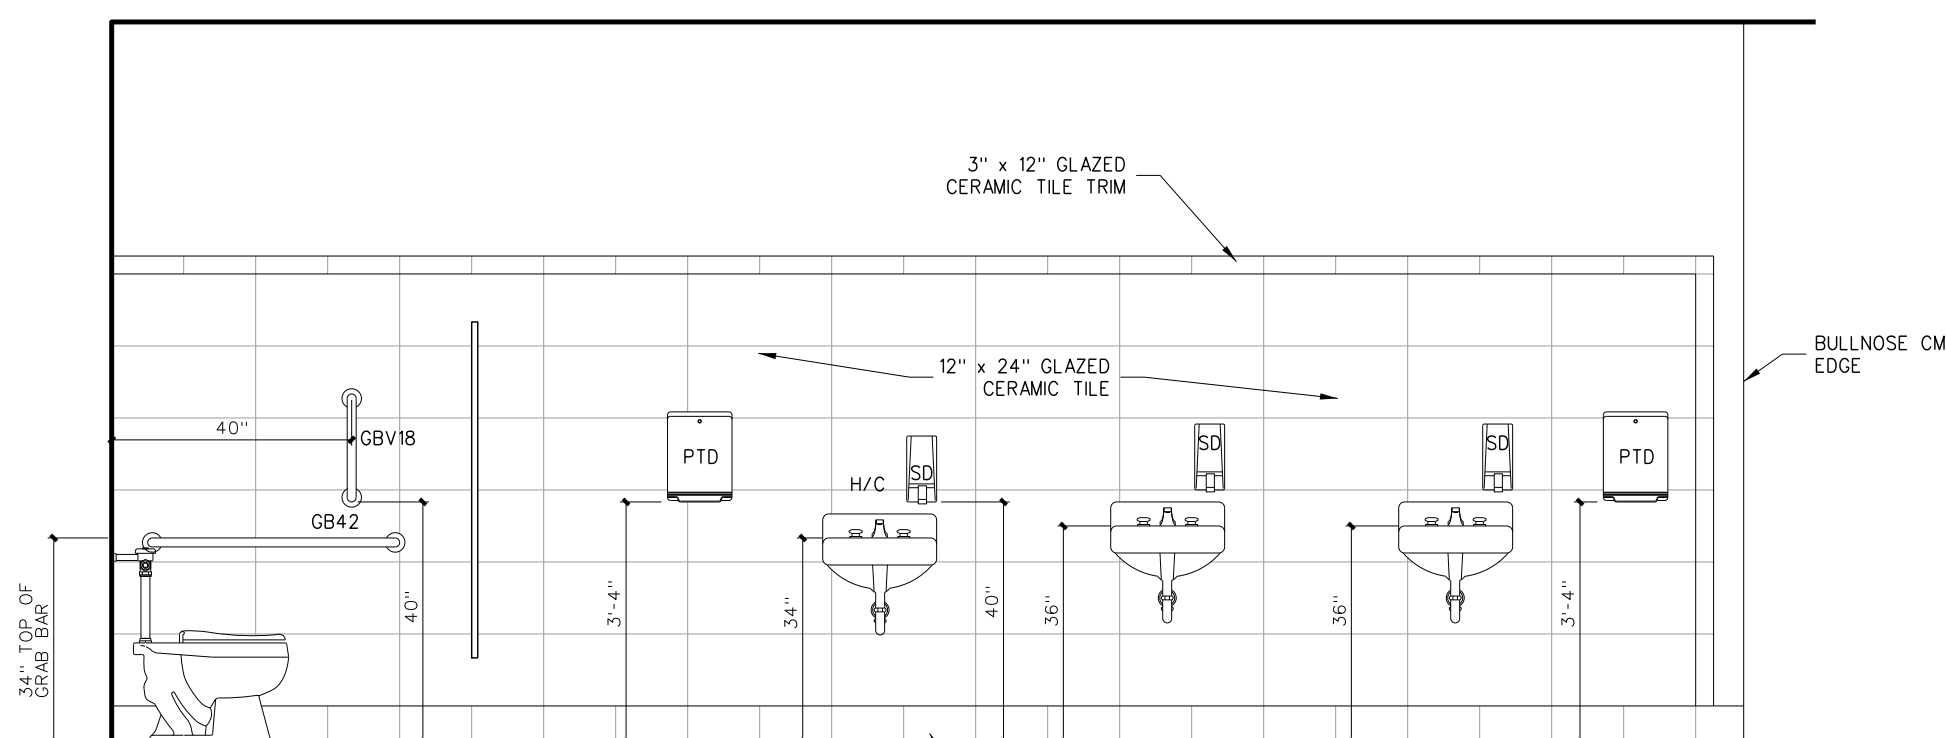 3" x 12" GLAZED
CERAMIC TILE TRIM
BULLNOSE CM
EDGE
12" x 24" GLAZED
CERAMIC TILE
40"
GBV18
PTD
SD
H/C
SD
SD
PTD
GB42
34" TOP OF
GRAB BAR
40"
3'-4"
34"
40"
36"
36"
3'-4"